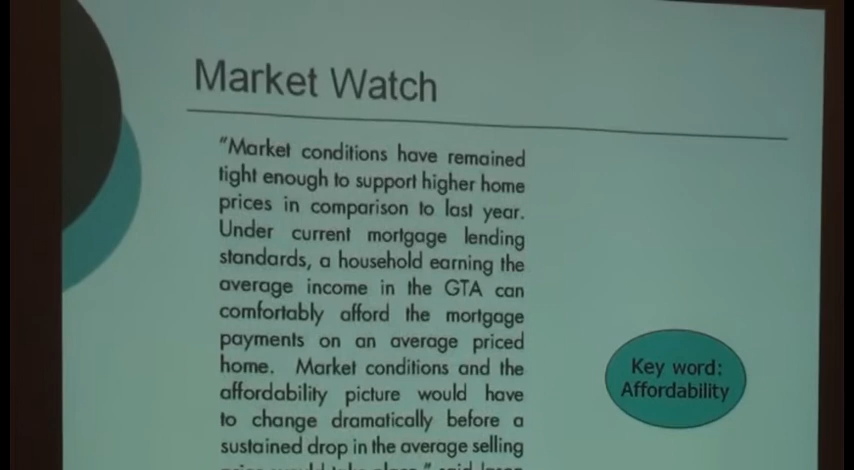 Market Watch
"Market conditions have remained
tight enough to support higher home
prices in comparison to last year.
Under current mortgage lending
standards, a household earning the
average income in the GTA can
comfortably afford the mortgage
payments on an average priced
home. Market conditions and the
affordability picture would have
to change dramatically before a
sustained drop in the average selling
Key word:
Affordability